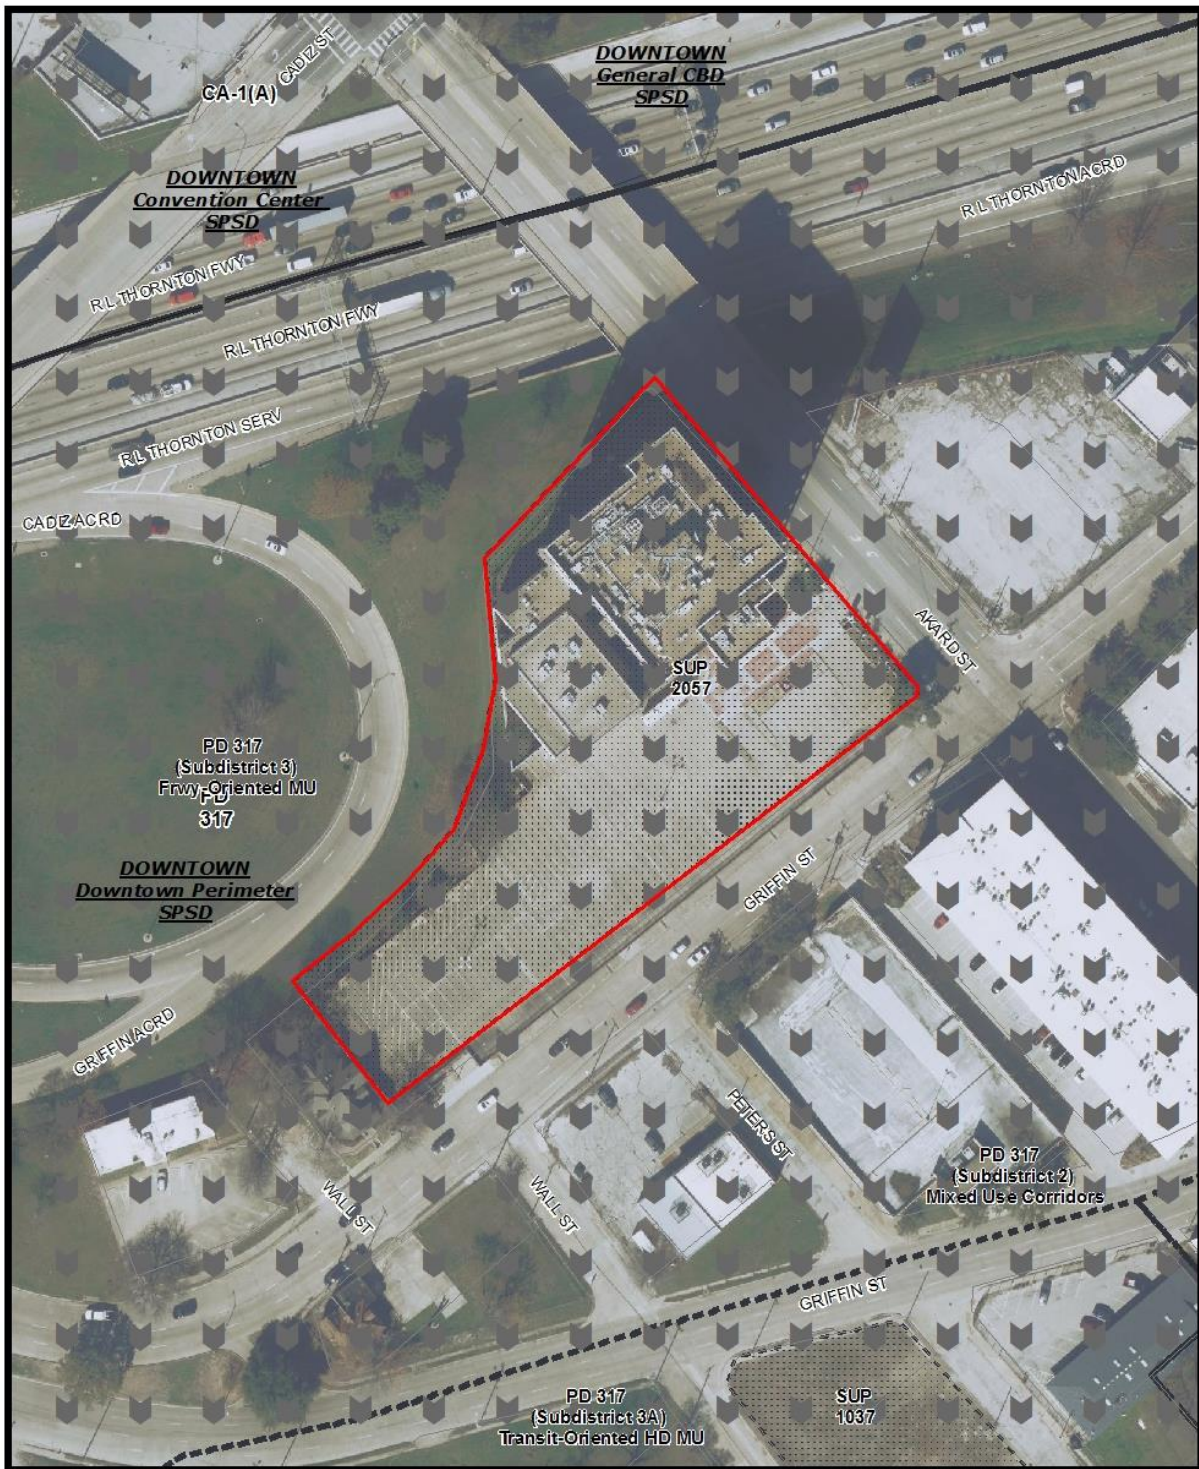 DOWNTOWN
General CBD
SPSD
CADIZ ST
CA-1(A)
DOWNTOWN
Convention Center
SPSD
R L THORNTON ACRD
R L THORNTON FWY
R L THORNTON FWY
R L THORNTON SERV
CADIZ ACRD
AKARD ST
SUP
2057
PD 317
(Subdistrict 3)
Frwy-Oriented MU
PD
317
DOWNTOWN
Downtown Perimeter
SPSD
GRIFFIN ST
GRIFFIN ACRD
PETERS ST
PD 317
(Subdistrict 2)
Mixed Use Corridors
WALL ST
WALL ST
GRIFFIN ST
PD 317
(Subdistrict 3A)
Transit-Oriented HD MU
SUP
1037